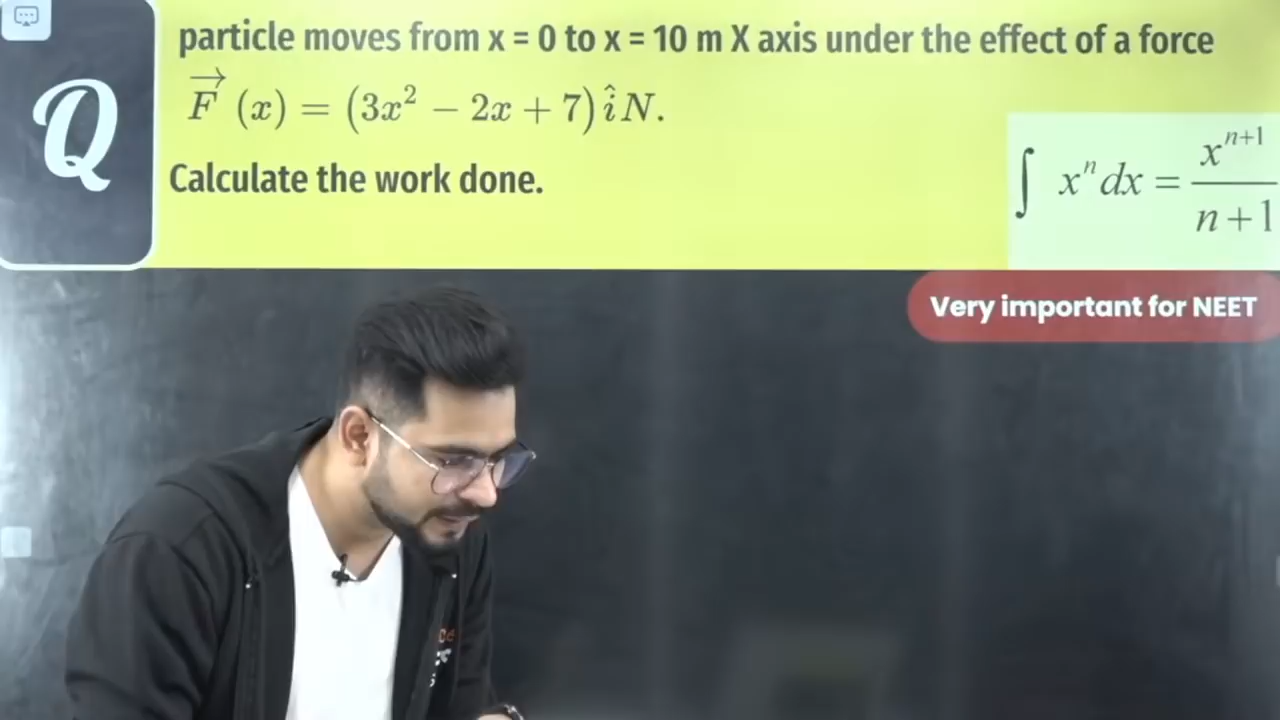 Q
particle moves from x = 0 to x = 10 m X axis under the effect of a force
\vec{F} (x) = (3x² − 2x + 7) î N.
Calculate the work done.
∫ xⁿ dx = xⁿ⁺¹ / n+1
Very important for NEET